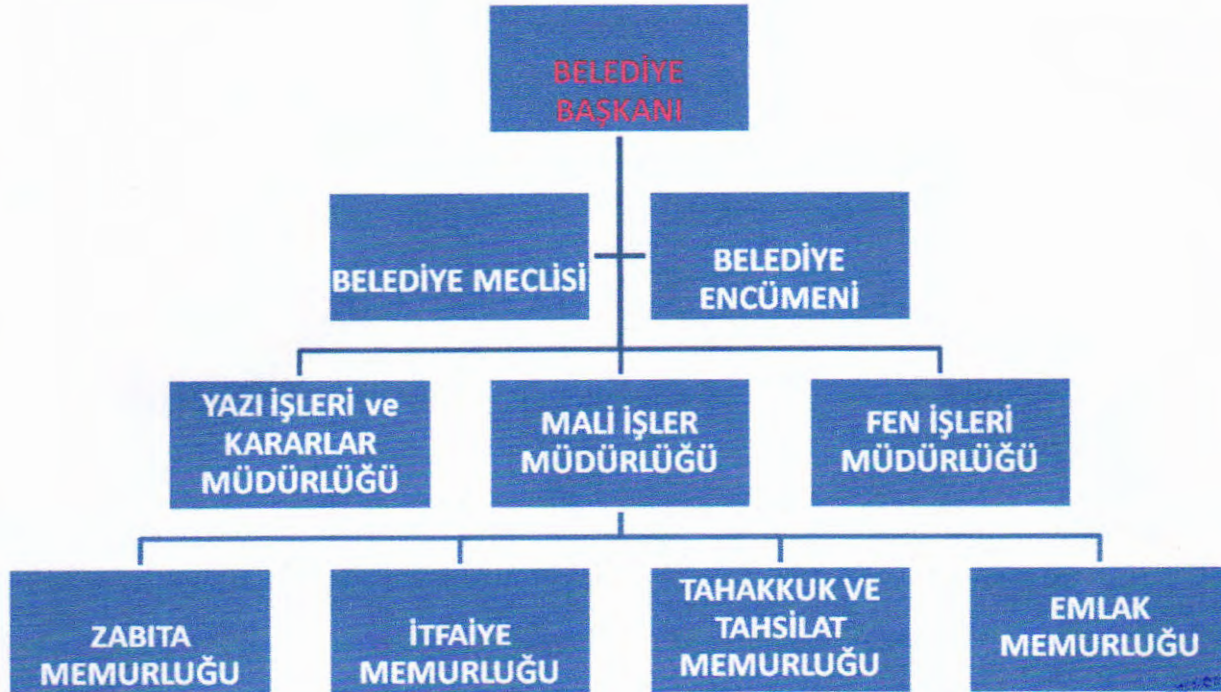 BELEDİYE
BAŞKANI
BELEDİYE MECLİSİ
BELEDİYE
ENCÜMENİ
YAZI İŞLERİ ve
KARARLAR
MÜDÜRLÜĞÜ
MALİ İŞLER
MÜDÜRLÜĞÜ
FEN İŞLERİ
MÜDÜRLÜĞÜ
ZABITA
MEMURLUĞU
İTFAİYE
MEMURLUĞU
TAHAKKUK VE
TAHSİLAT
MEMURLUĞU
EMLAK
MEMURLUĞU